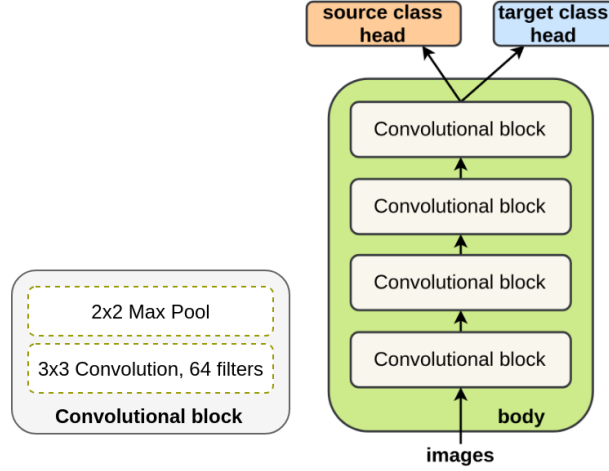 source class
head
target class
head
Convolutional block
Convolutional block
Convolutional block
Convolutional block
body
images
2x2 Max Pool
3x3 Convolution, 64 filters
Convolutional block